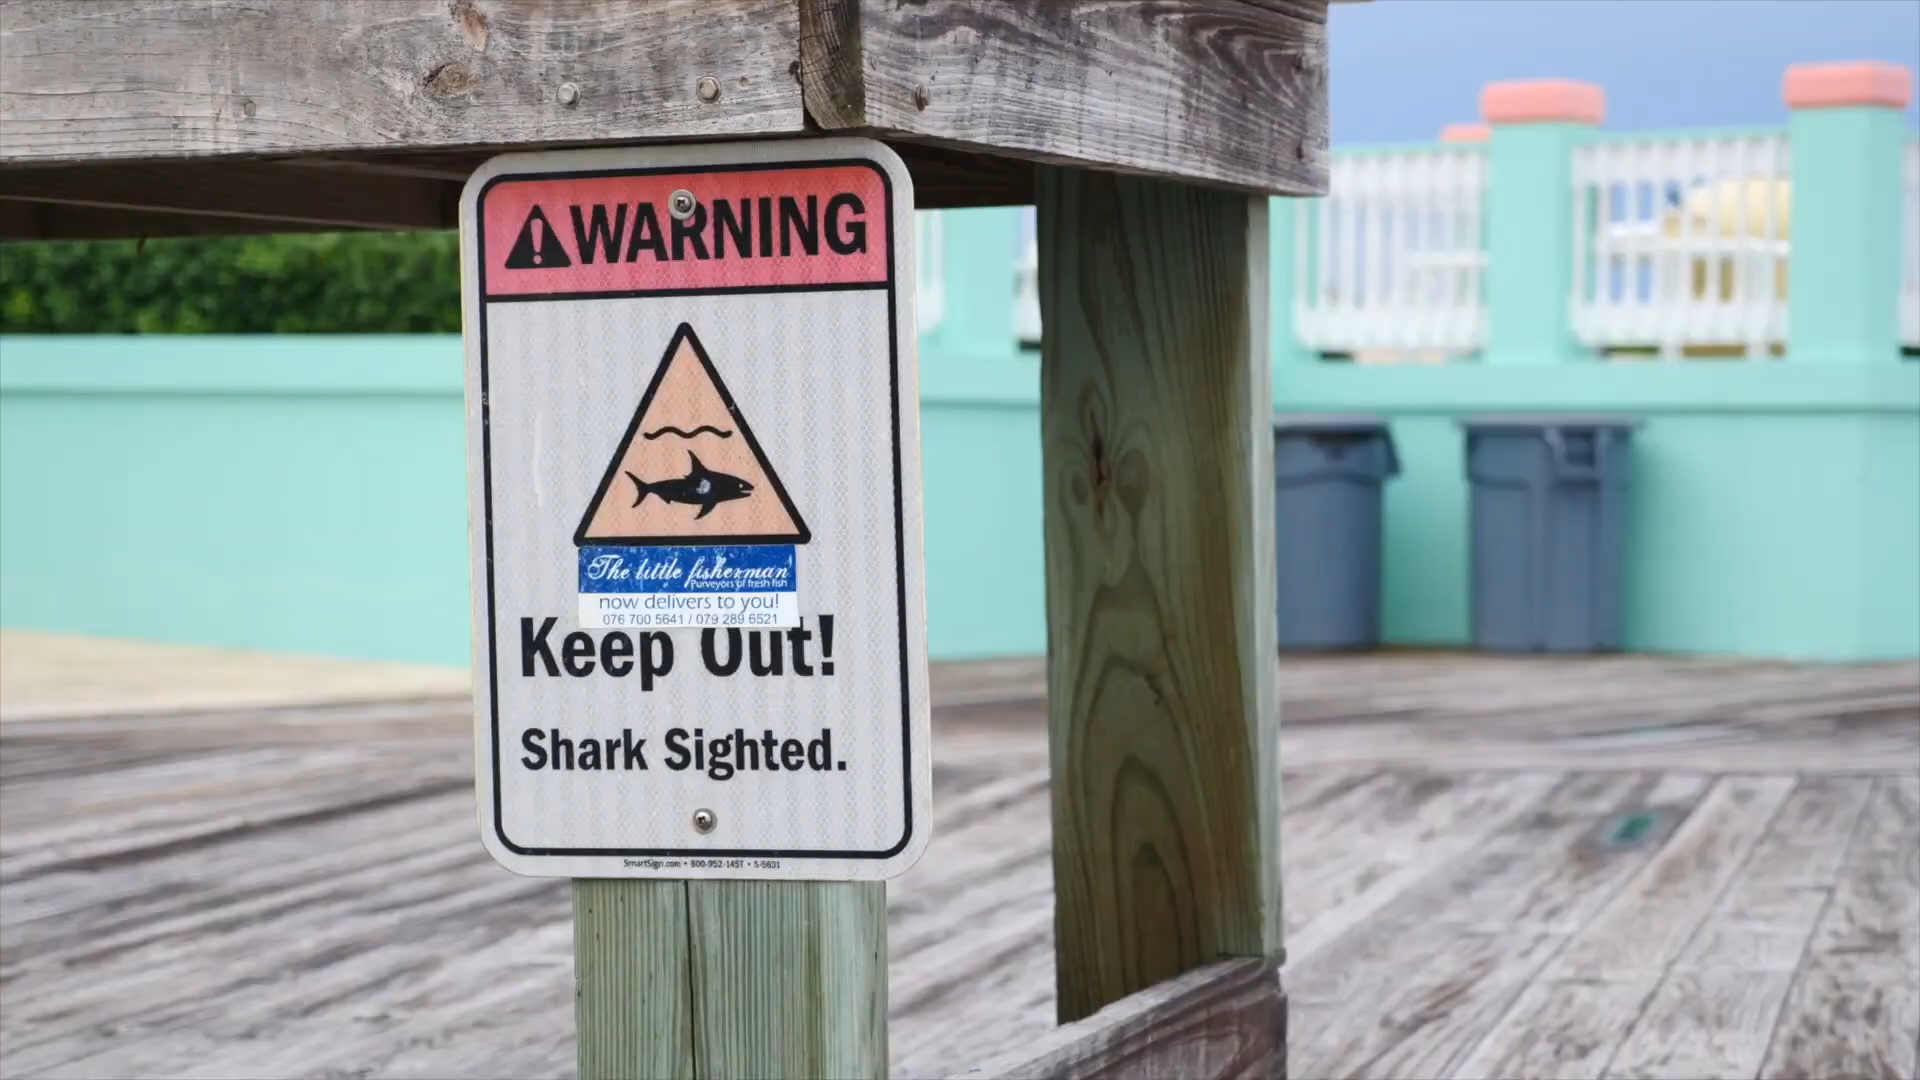 WARNING
The little fisherman
Purveyors of fresh fish
now delivers to you!
076 700 5641 / 079 289 6521
Keep Out!
Shark Sighted.
SmartSign.com • 800-952-1457 • S-5631